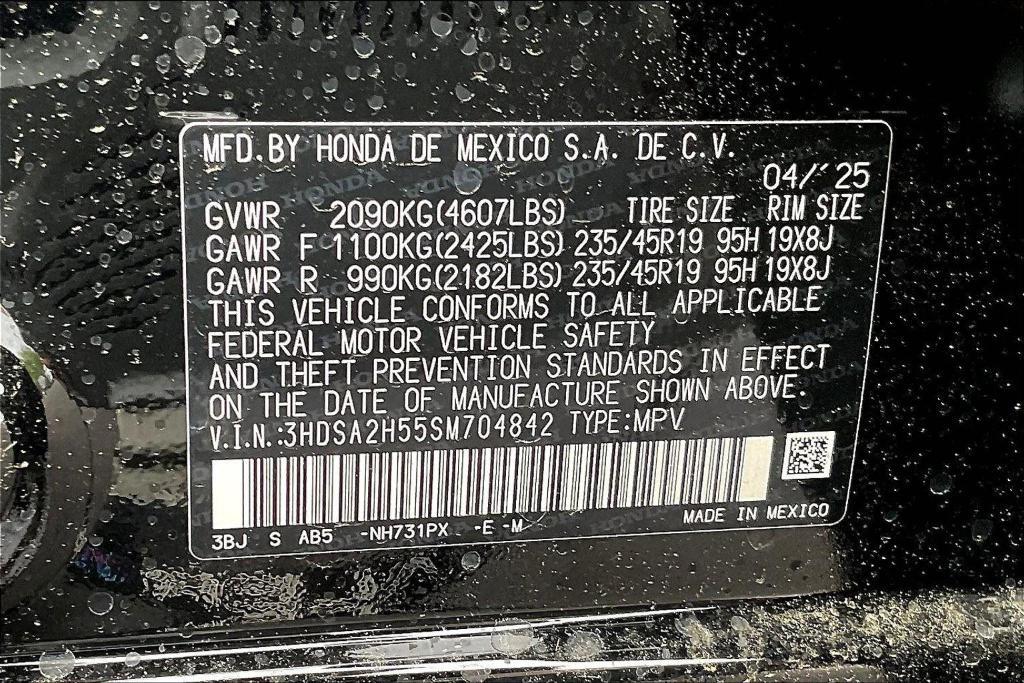 MFD.BY HONDA DE MEXICO S.A. DE C.V.
04/'25
GVWR 2090KG(4607LBS) TIRE SIZE RIM SIZE
GAWR F 1100KG(2425LBS) 235/45R19 95H 19X8J
GAWR R 990KG(2182LBS) 235/45R19 95H 19X8J
THIS VEHICLE CONFORMS TO ALL APPLICABLE
FEDERAL MOTOR VEHICLE SAFETY
AND THEFT PREVENTION STANDARDS IN EFFECT
ON THE DATE OF MANUFACTURE SHOWN ABOVE.
V.I.N.:3HDSA2H55SM704842 TYPE:MPV
MADE IN MEXICO
3BJ S AB5 -NH731PX -E -M